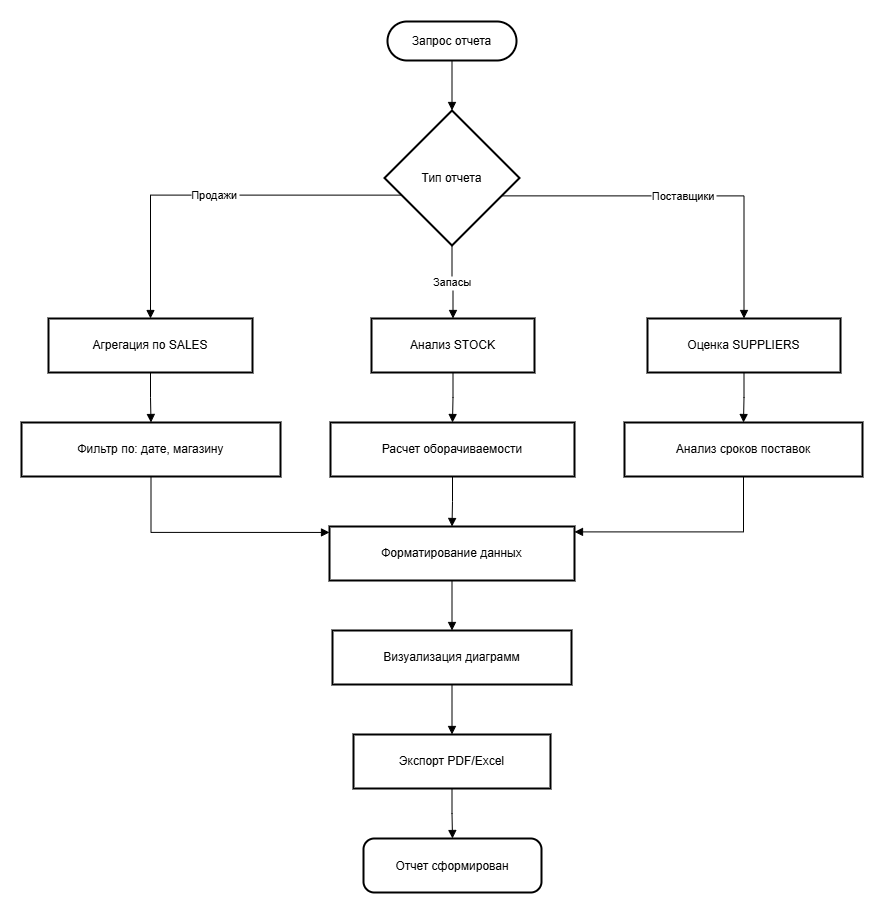 Запрос отчета
Тип отчета
Продажи
Поставщики
Запасы
Агрегация по SALES
Анализ STOCK
Оценка SUPPLIERS
Фильтр по: дате, магазину
Расчет оборачиваемости
Анализ сроков поставок
Форматирование данных
Визуализация диаграмм
Экспорт PDF/Excel
Отчет сформирован